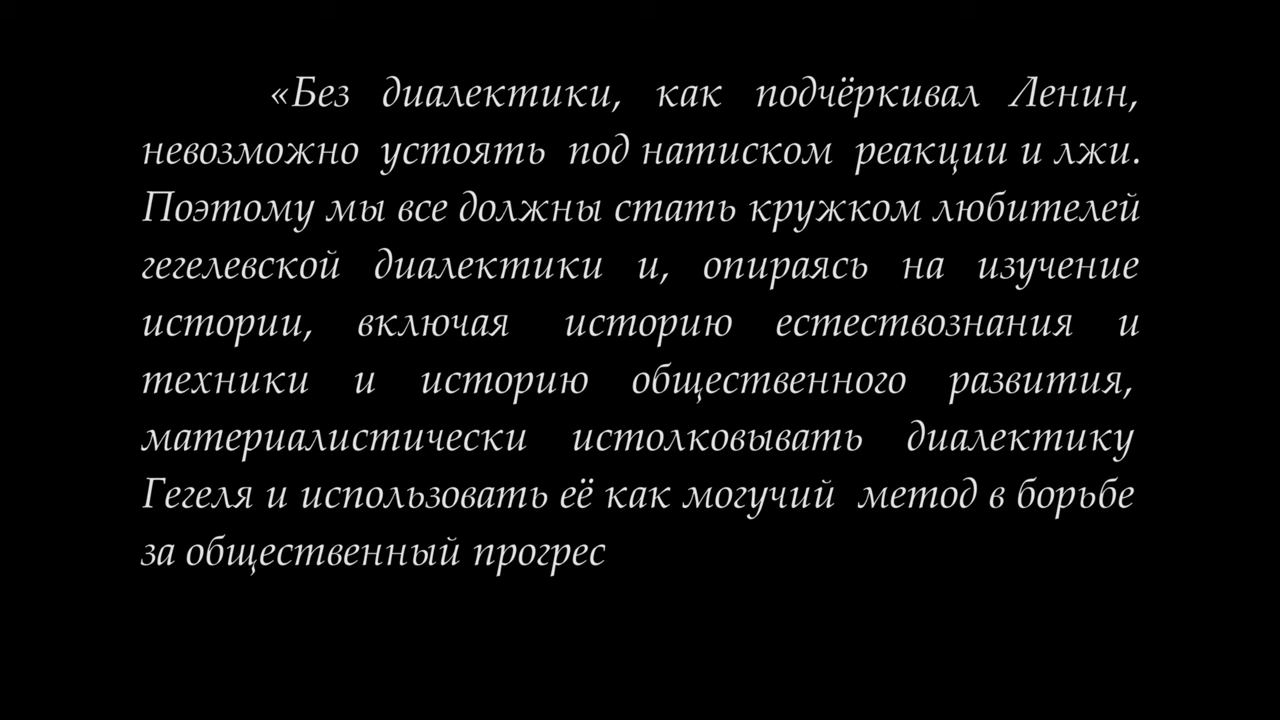 «Без диалектики, как подчёркивал Ленин,
невозможно устоять под натиском реакции и лжи.
Поэтому мы все должны стать кружком любителей
гегелевской диалектики и, опираясь на изучение
истории, включая историю естествознания и
техники и историю общественного развития,
материалистически истолковывать диалектику
Гегеля и использовать её как могучий метод в борьбе
за общественный прогрес